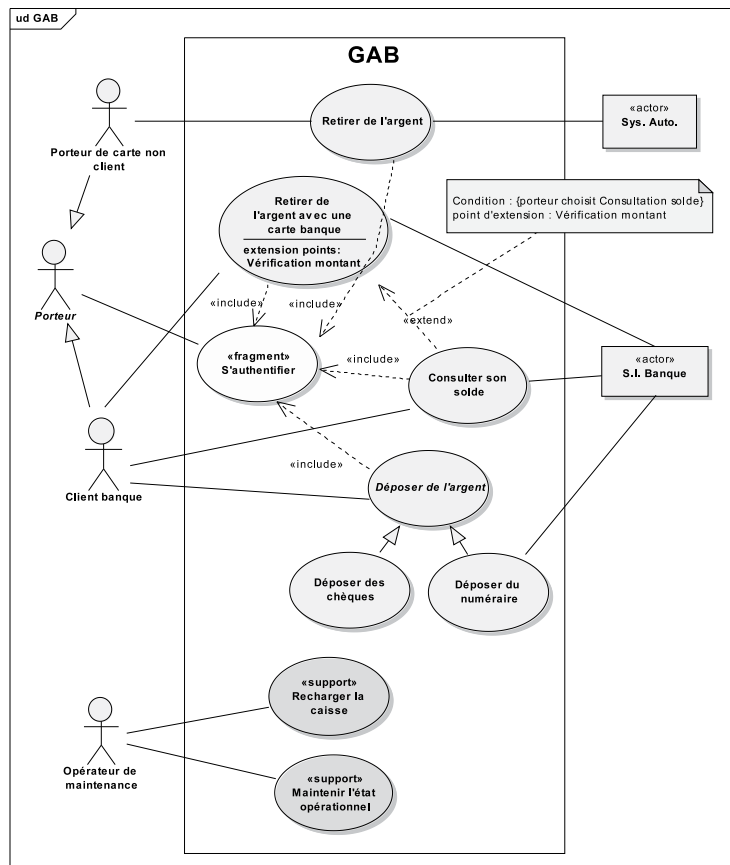 ud GAB
GAB
Retirer de l'argent
«actor»
Sys. Auto.
Porteur de carte non
client
Condition : {porteur choisit Consultation solde}
point d'extension : Vérification montant
Retirer de
l'argent avec une
carte banque
extension points:
Vérification montant
Porteur
«include»
«include»
«extend»
«fragment»
S'authentifier
«include»
Consulter son
solde
«actor»
S.I. Banque
«include»
Client banque
Déposer de l'argent
Déposer des
chèques
Déposer du
numéraire
«support»
Recharger la
caisse
Opérateur de
maintenance
«support»
Maintenir l'état
opérationnel